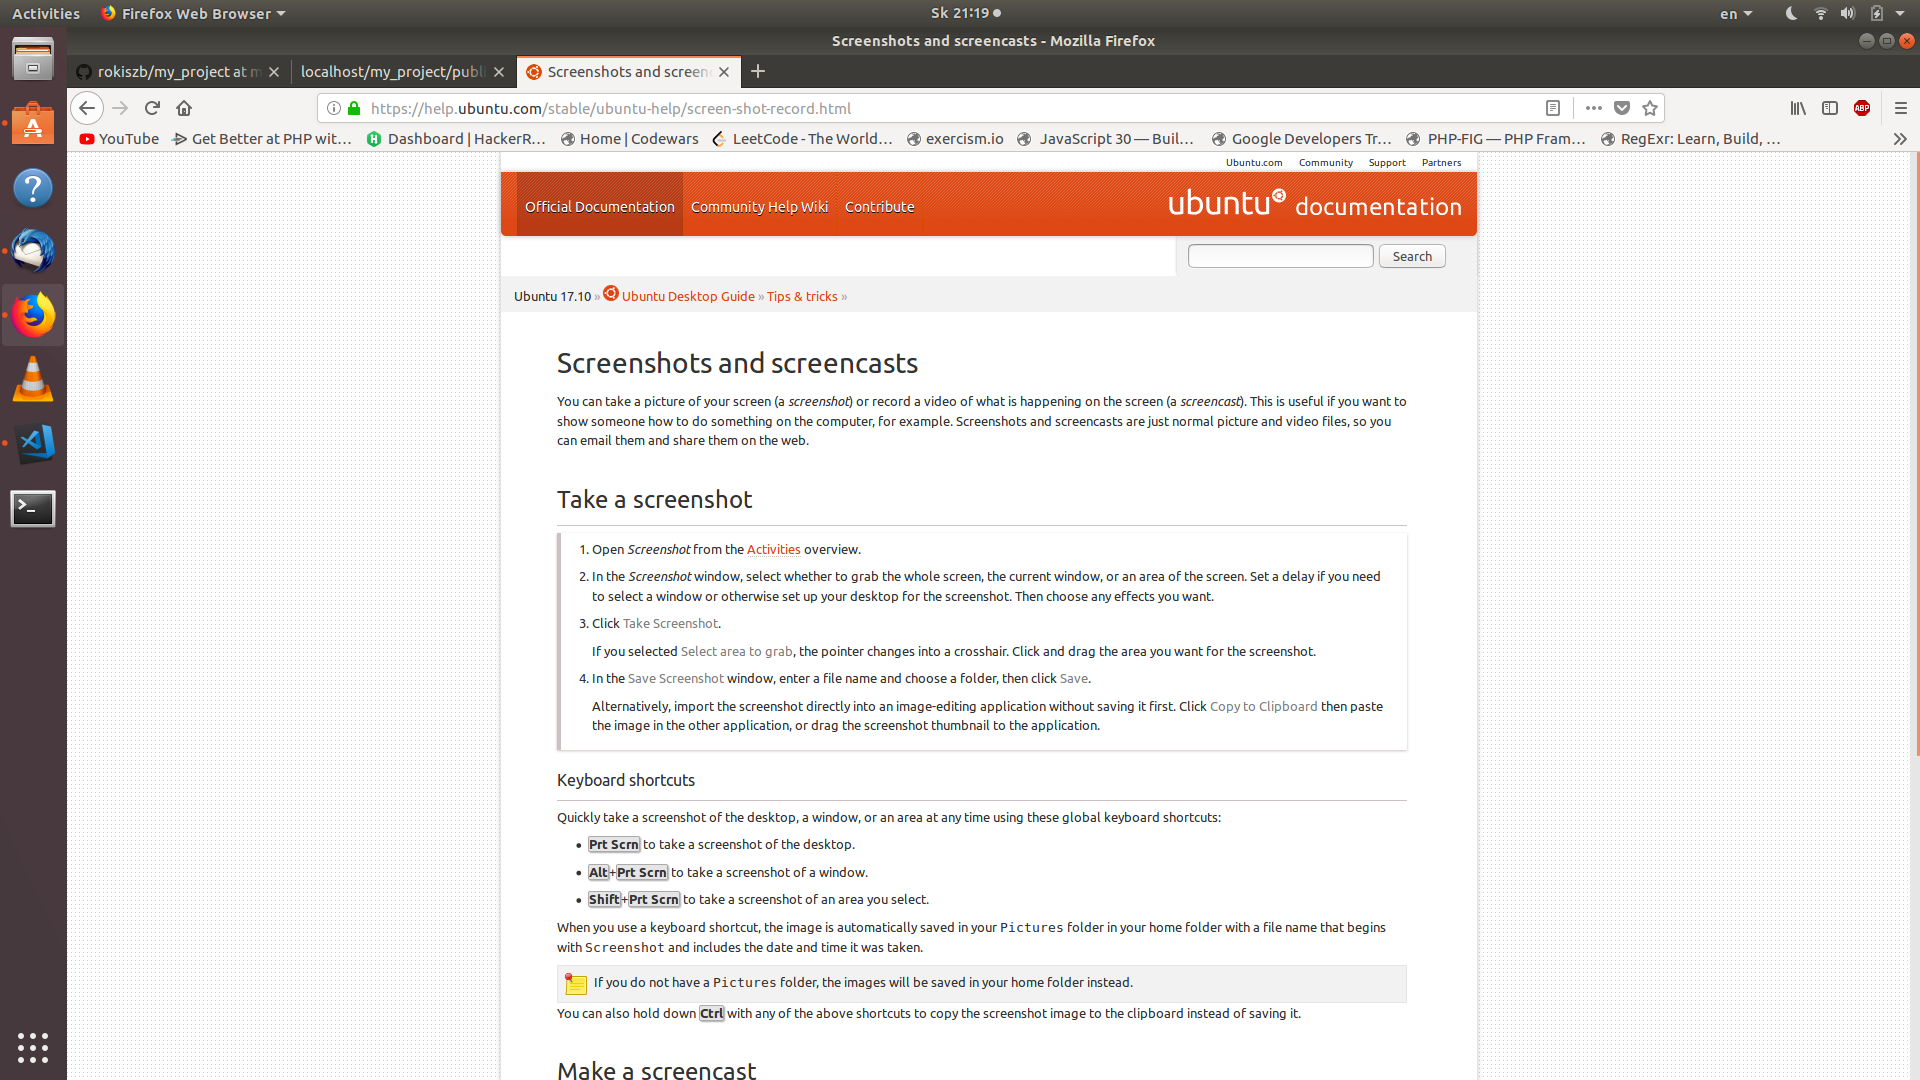 Activities Firefox Web Browser Sk 21:19 en
Screenshots and screencasts - Mozilla Firefox
rokiszb/my_project at m localhost/my_project/publi Screenshots and screen
https://help.ubuntu.com/stable/ubuntu-help/screen-shot-record.html ABP
YouTube Get Better at PHP wit… Dashboard | HackerR… Home | Codewars LeetCode - The World… exercism.io JavaScript 30 — Buil… Google Developers Tr… PHP-FIG — PHP Fram… RegExr: Learn, Build, …
Ubuntu.com Community Support Partners
Official Documentation Community Help Wiki Contribute ubuntu documentation
Search
Ubuntu 17.10 » Ubuntu Desktop Guide » Tips & tricks »
Screenshots and screencasts
You can take a picture of your screen (a screenshot) or record a video of what is happening on the screen (a screencast). This is useful if you want to
show someone how to do something on the computer, for example. Screenshots and screencasts are just normal picture and video files, so you
can email them and share them on the web.
Take a screenshot
1. Open Screenshot from the Activities overview.
2. In the Screenshot window, select whether to grab the whole screen, the current window, or an area of the screen. Set a delay if you need
to select a window or otherwise set up your desktop for the screenshot. Then choose any effects you want.
3. Click Take Screenshot.
If you selected Select area to grab, the pointer changes into a crosshair. Click and drag the area you want for the screenshot.
4. In the Save Screenshot window, enter a file name and choose a folder, then click Save.
Alternatively, import the screenshot directly into an image-editing application without saving it first. Click Copy to Clipboard then paste
the image in the other application, or drag the screenshot thumbnail to the application.
Keyboard shortcuts
Quickly take a screenshot of the desktop, a window, or an area at any time using these global keyboard shortcuts:
• Prt Scrn to take a screenshot of the desktop.
• Alt+Prt Scrn to take a screenshot of a window.
• Shift+Prt Scrn to take a screenshot of an area you select.
When you use a keyboard shortcut, the image is automatically saved in your Pictures folder in your home folder with a file name that begins
with Screenshot and includes the date and time it was taken.
If you do not have a Pictures folder, the images will be saved in your home folder instead.
You can also hold down Ctrl with any of the above shortcuts to copy the screenshot image to the clipboard instead of saving it.
Make a screencast